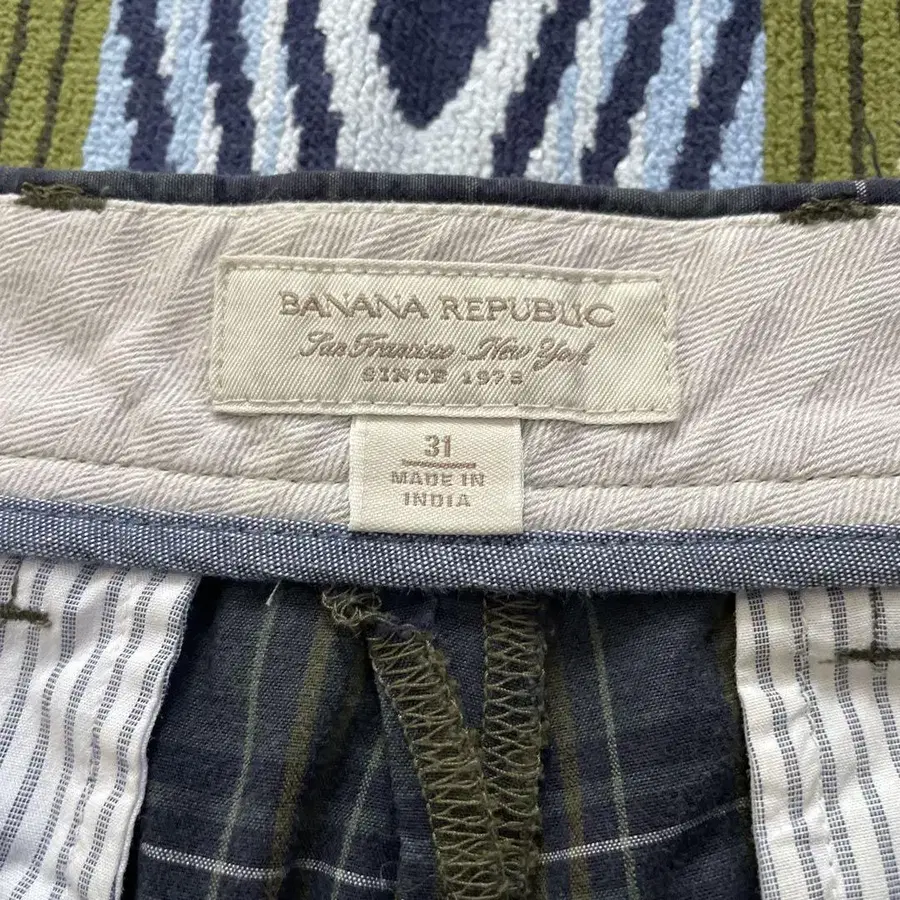 BANANA REPUBLIC
San Francisco · New York
SINCE 1978
31
MADE IN
INDIA